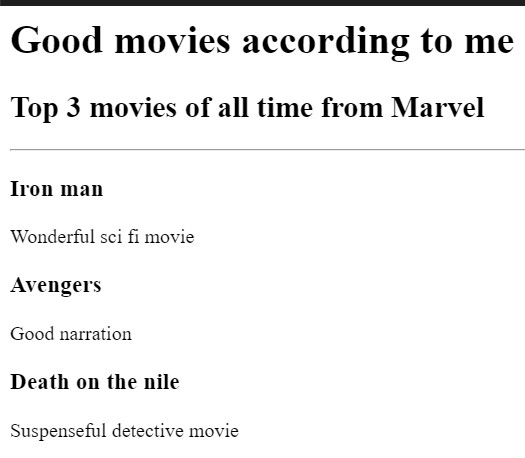 Good movies according to me
Top 3 movies of all time from Marvel
Iron man
Wonderful sci fi movie
Avengers
Good narration
Death on the nile
Suspenseful detective movie